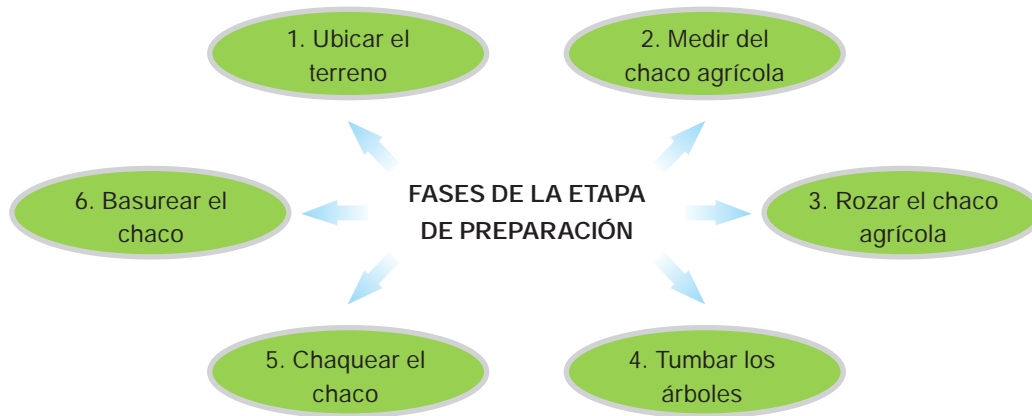 1. Ubicar el
terreno
2. Medir del
chaco agrícola
FASES DE LA ETAPA
DE PREPARACIÓN
3. Rozar el chaco
agrícola
4. Tumbar los
árboles
5. Chaquear el
chaco
6. Basurear el
chaco